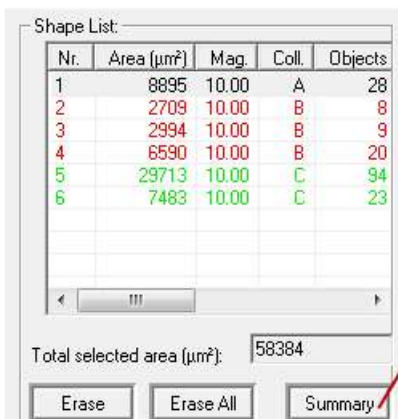 Shape List:
Nr. Area (µm²) Mag. Coll. Objects
1 8895 10.00 A 28
2 2709 10.00 B 8
3 2994 10.00 B 9
4 6590 10.00 B 20
5 29713 10.00 C 94
6 7483 10.00 C 23
Total selected area (µm²): 58384
Erase Erase All Summary